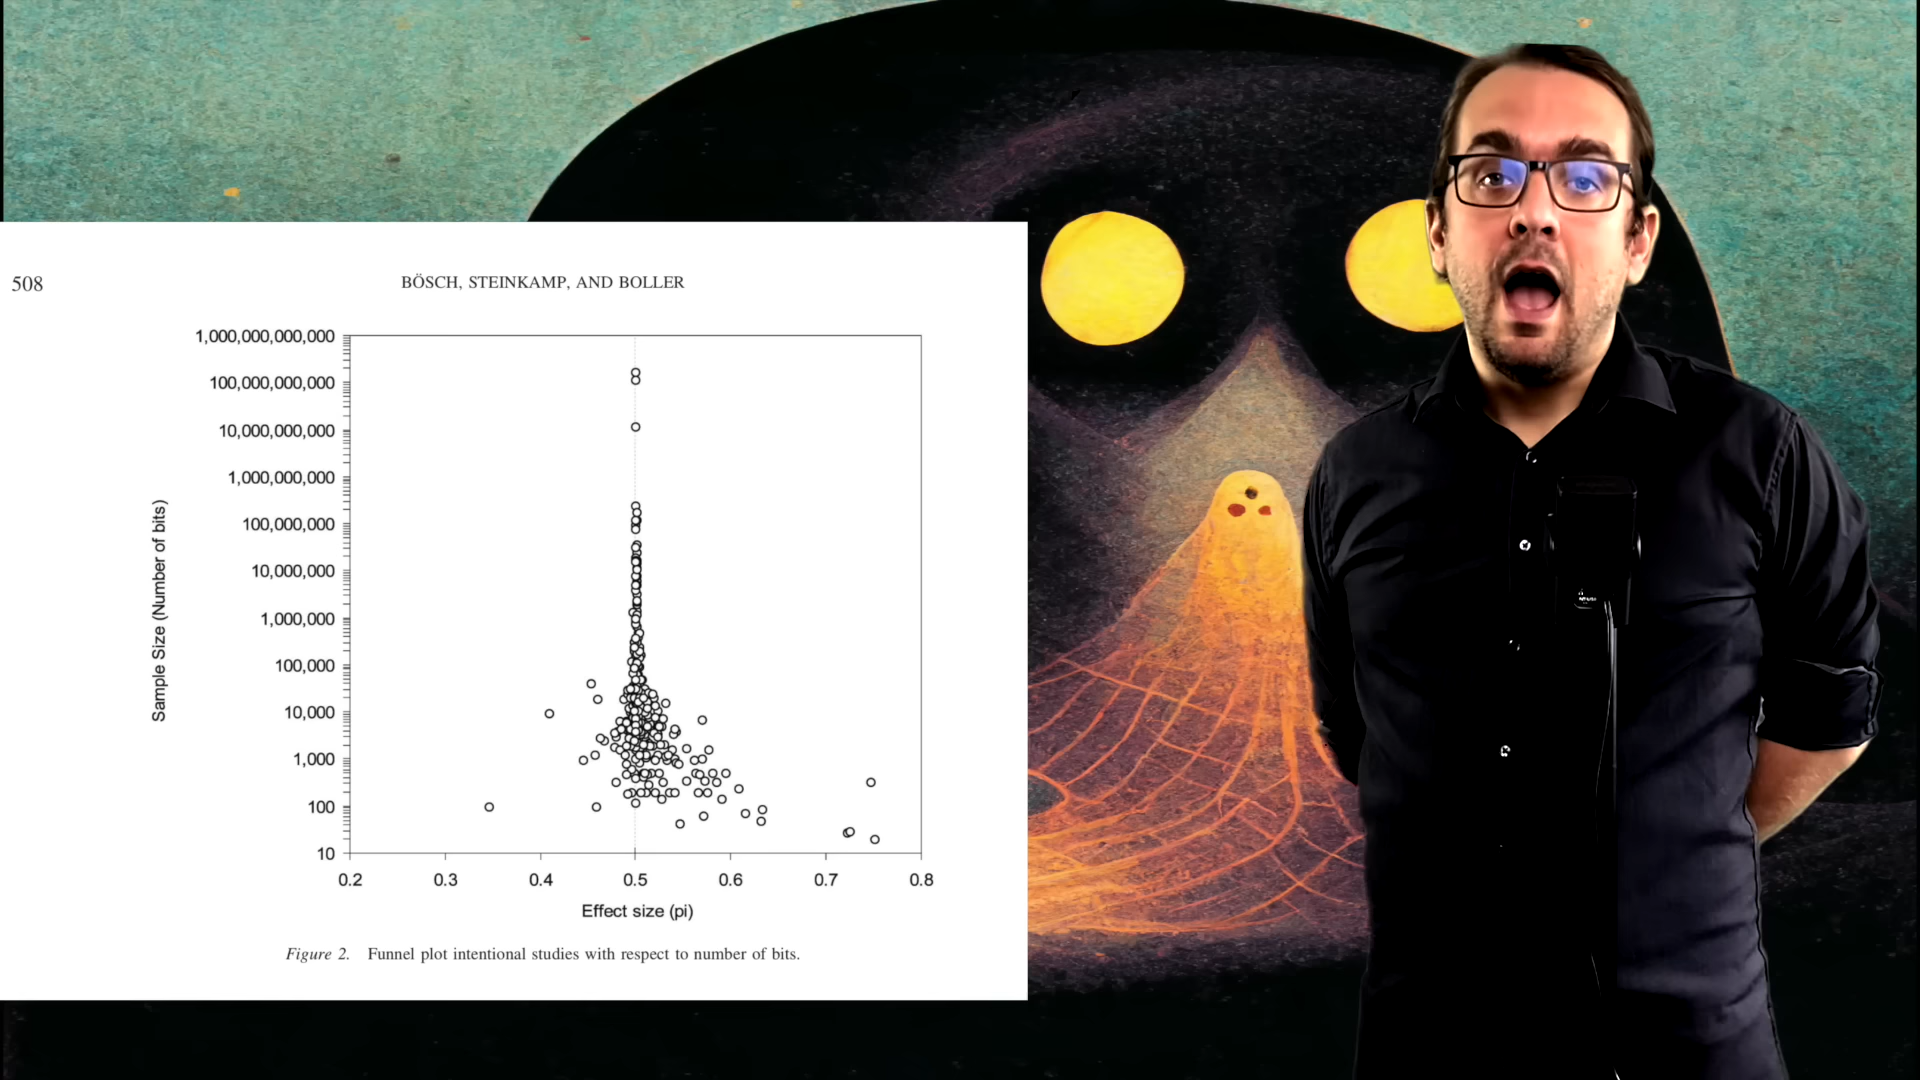 508
BÖSCH, STEINKAMP, AND BOLLER
1,000,000,000,000
100,000,000,000
10,000,000,000
1,000,000,000
100,000,000
10,000,000
1,000,000
100,000
10,000
1,000
100
10
Sample Size (Number of bits)
0.2 0.3 0.4 0.5 0.6 0.7 0.8
Effect size (pi)
Figure 2. Funnel plot intentional studies with respect to number of bits.